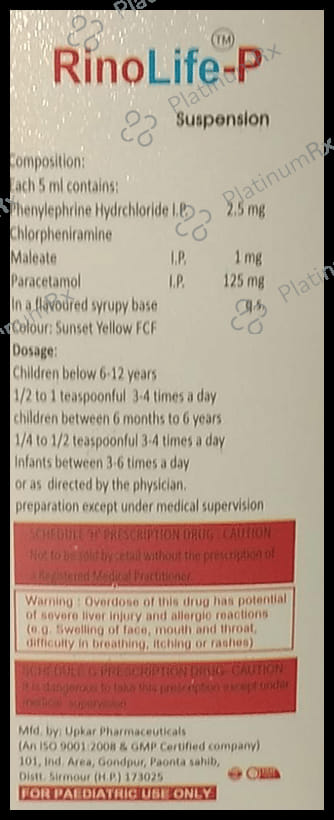 RinoLife-P
TM
Suspension
Composition:
Each 5 ml contains:
Phenylephrine Hydrchloride I.P. 2.5 mg
Chlorpheniramine
Maleate I.P. 1 mg
Paracetamol I.P. 125 mg
In a flavoured syrupy base q.s.
Colour: Sunset Yellow FCF
Dosage:
Children below 6-12 years
1/2 to 1 teaspoonful 3-4 times a day
children between 6 months to 6 years
1/4 to 1/2 teaspoonful 3-4 times a day
Infants between 3-6 times a day
or as directed by the physician.
preparation except under medical supervision
SCHEDULE 'H' PRESCRIPTION DRUG : CAUTION
Not to be sold by retail without the prescription of
a Registered Medical Practitioner.
Warning : Overdose of this drug has potential
of severe liver injury and allergic reactions
(e.g. Swelling of face, mouth and throat,
difficulty in breathing, itching or rashes)
SCHEDULE G PRESCRIPTION DRUG- CAUTION
It is dangerous to take this prescription except under
medical supervision
Mfd. by: Upkar Pharmaceuticals
(An ISO 9001:2008 & GMP Certified company)
101, Ind. Area, Gondpur, Paonta sahib,
Distt. Sirmour (H.P.) 173025
FOR PAEDIATRIC USE ONLY
PlatinumRx
PlatinumRx
PlatinumRx